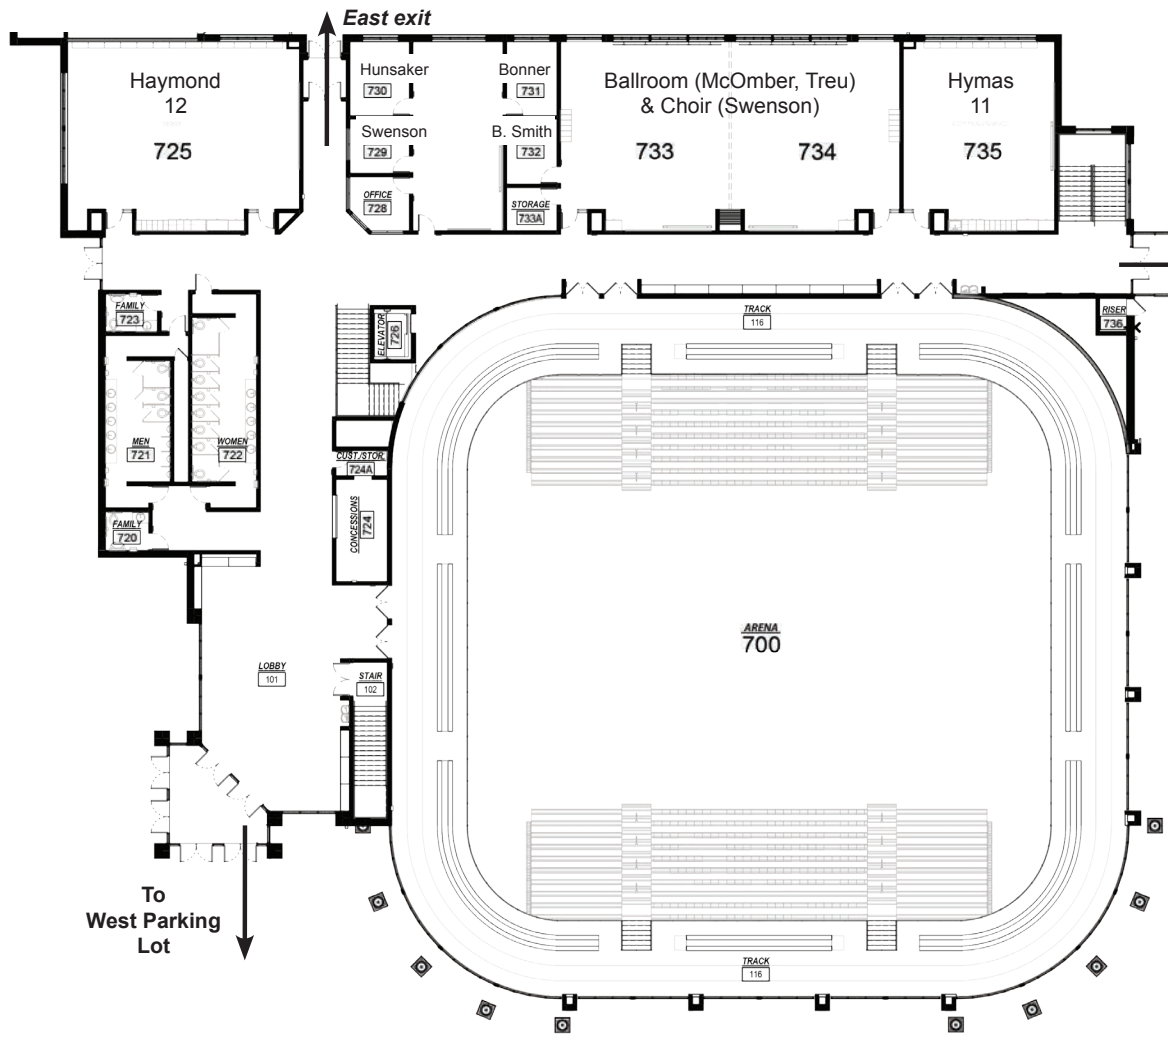 East exit
Haymond
12
725
Hunsaker
730
Bonner
731
Swenson
729
B. Smith
732
OFFICE
728
STORAGE
733A
Ballroom (McOmber, Treu)
& Choir (Swenson)
733
734
Hymas
11
735
FAMILY
723
ELEVATOR
726
TRACK
116
RISER
736
MEN
721
WOMEN
722
CUST./STOR.
724A
CONCESSIONS
724
FAMILY
720
ARENA
700
LOBBY
101
STAIR
102
To
West Parking
Lot
TRACK
116